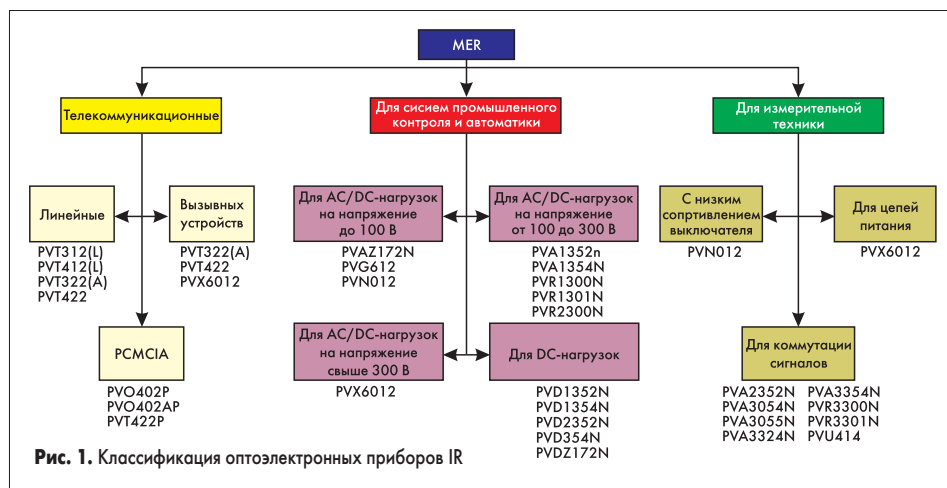 MER
Телекоммуникационные
Для сисием промышленного
контроля и автоматики
Для измерительной
техники
Линейные
PVT312(L)
PVT412(L)
PVT322(A)
PVT422
Вызывных
устройств
PVT322(A)
PVT422
PVX6012
PCMCIA
PVO402P
PVO402AP
PVT422P
Для AC/DC-нагрузок
на напряжение
до 100 В
PVAZ172N
PVG612
PVN012
Для AC/DC-нагрузок
на напряжение
от 100 до 300 В
PVA1352n
PVA1354N
PVR1300N
PVR1301N
PVR2300N
Для AC/DC-нагрузок
на напряжение
свыше 300 В
PVX6012
Для DC-нагрузок
PVD1352N
PVD1354N
PVD2352N
PVD354N
PVDZ172N
С низким
сопртивлением
выключателя
PVN012
Для цепей
питания
PVX6012
Для коммутации
сигналов
PVA2352N
PVA3054N
PVA3055N
PVA3324N
PVA3354N
PVR3300N
PVR3301N
PVU414
Рис. 1. Классификация оптоэлектронных приборов IR